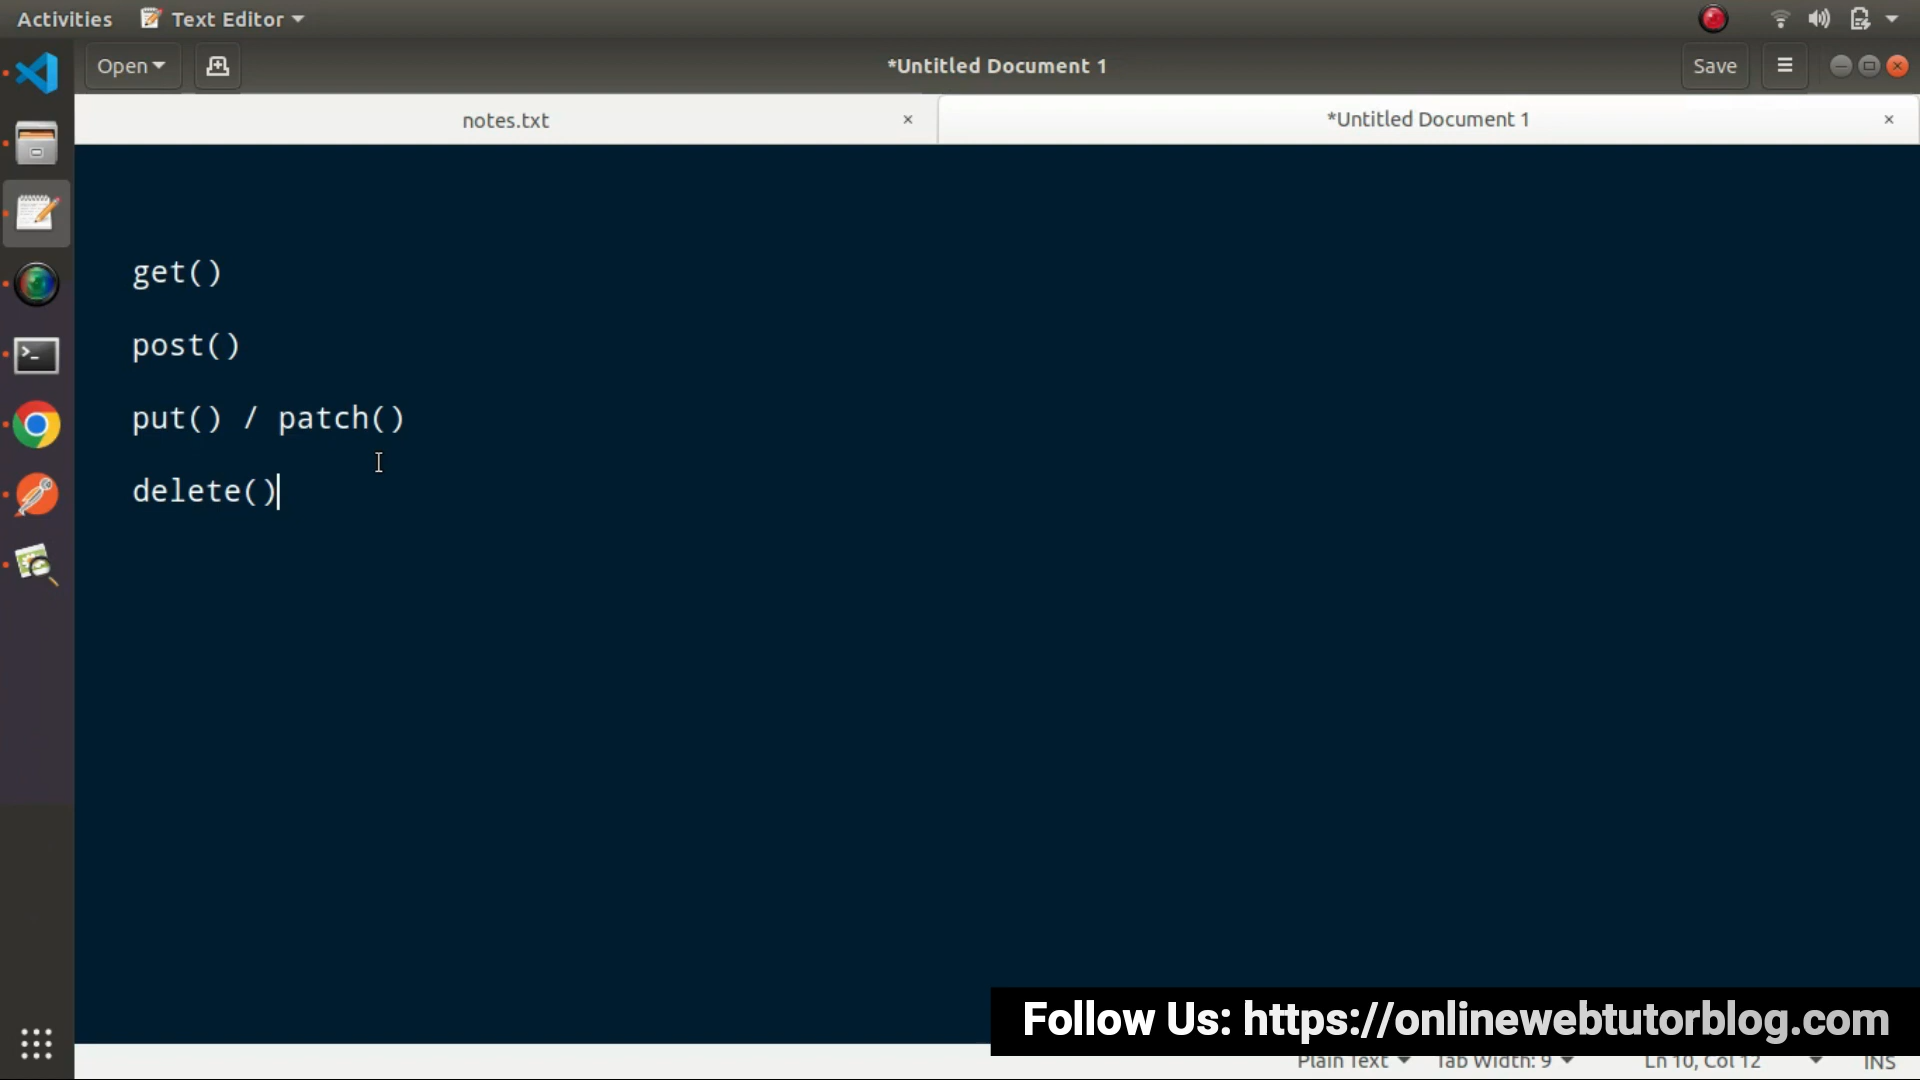 Activities Text Editor
Open *Untitled Document 1 Save
notes.txt *Untitled Document 1
get()
post()
put() / patch()
delete()
Follow Us: https://onlinewebtutorblog.com
Plain Text Tab Width: 9 Ln 10, Col 12 INS